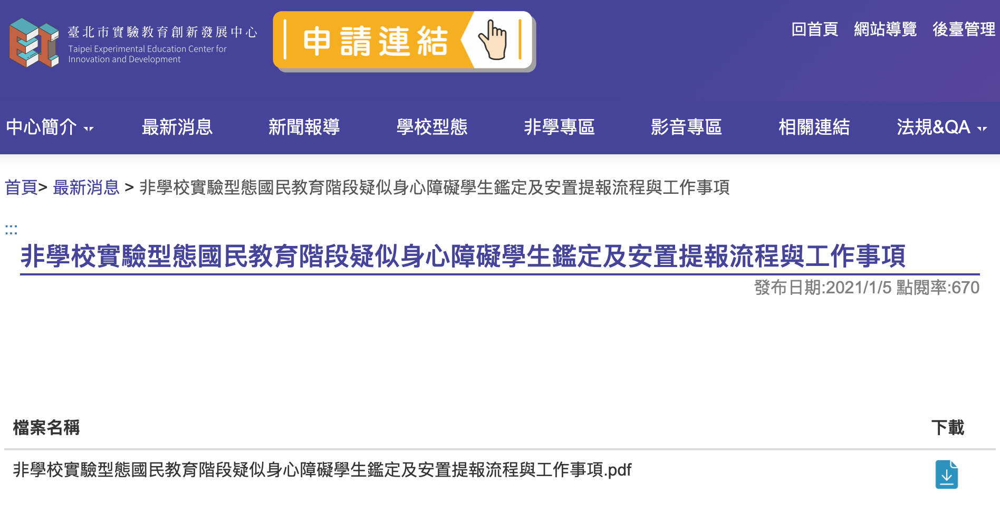 臺北市實驗教育創新發展中心
Taipei Experimental Education Center for
Innovation and Development
申請連結
回首頁 網站導覽 後臺管理
中心簡介 最新消息 新聞報導 學校型態 非學專區 影音專區 相關連結 法規&QA
首頁> 最新消息 > 非學校實驗型態國民教育階段疑似身心障礙學生鑑定及安置提報流程與工作事項
:::
非學校實驗型態國民教育階段疑似身心障礙學生鑑定及安置提報流程與工作事項
發布日期:2021/1/5 點閱率:670
檔案名稱 下載
非學校實驗型態國民教育階段疑似身心障礙學生鑑定及安置提報流程與工作事項.pdf